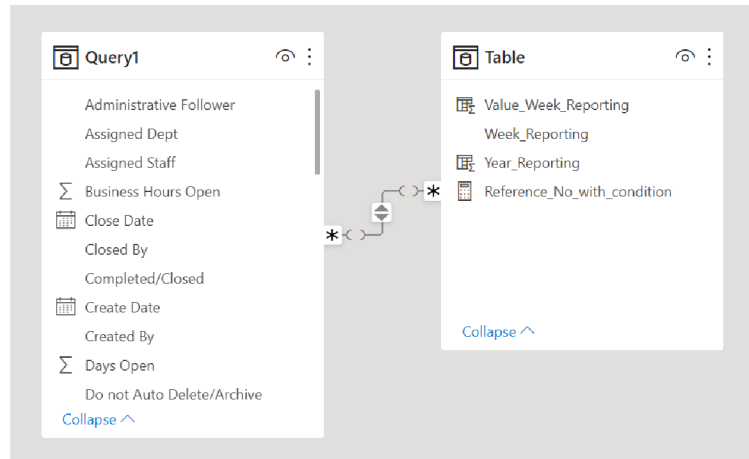 Query1
Administrative Follower
Assigned Dept
Assigned Staff
Business Hours Open
Close Date
Closed By
Completed/Closed
Create Date
Created By
Days Open
Do not Auto Delete/Archive
Collapse
Table
Value_Week_Reporting
Week_Reporting
Year_Reporting
Reference_No_with_condition
Collapse